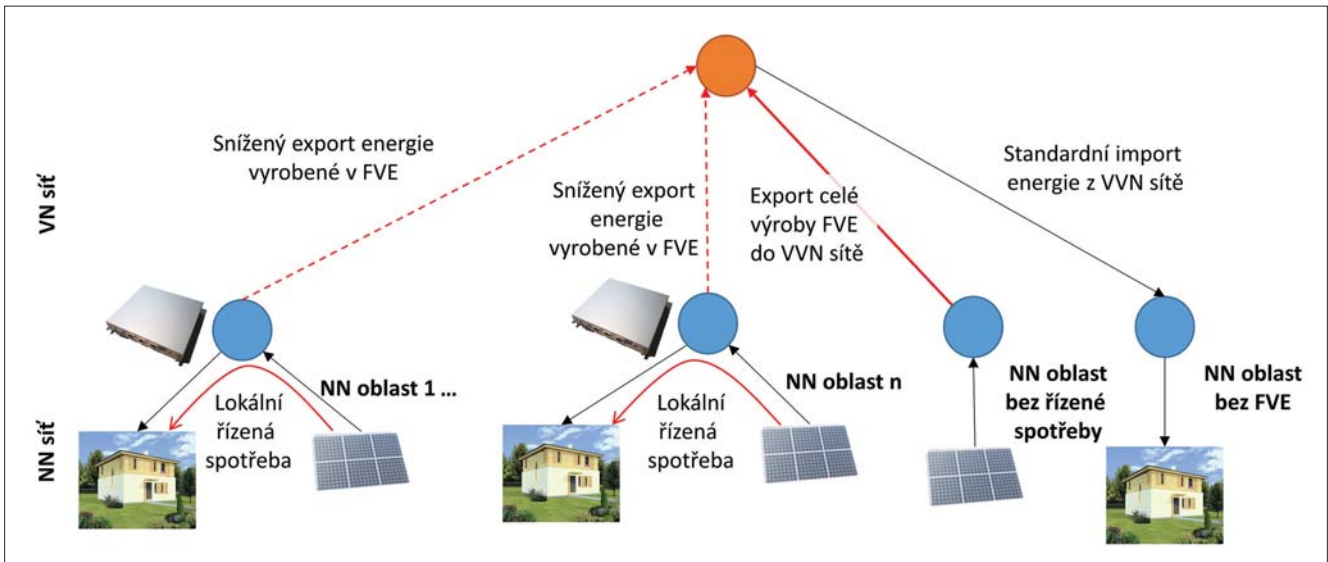 VN síť
NN síť
Snížený export energie
vyrobené v FVE
Snížený export
energie
vyrobené v FVE
Export celé
výroby FVE
do VVN sítě
Standardní import
energie z VVN sítě
NN oblast 1 ...
Lokální
řízená
spotřeba
NN oblast n
Lokální
řízená
spotřeba
NN oblast
bez řízené
spotřeby
NN oblast
bez FVE